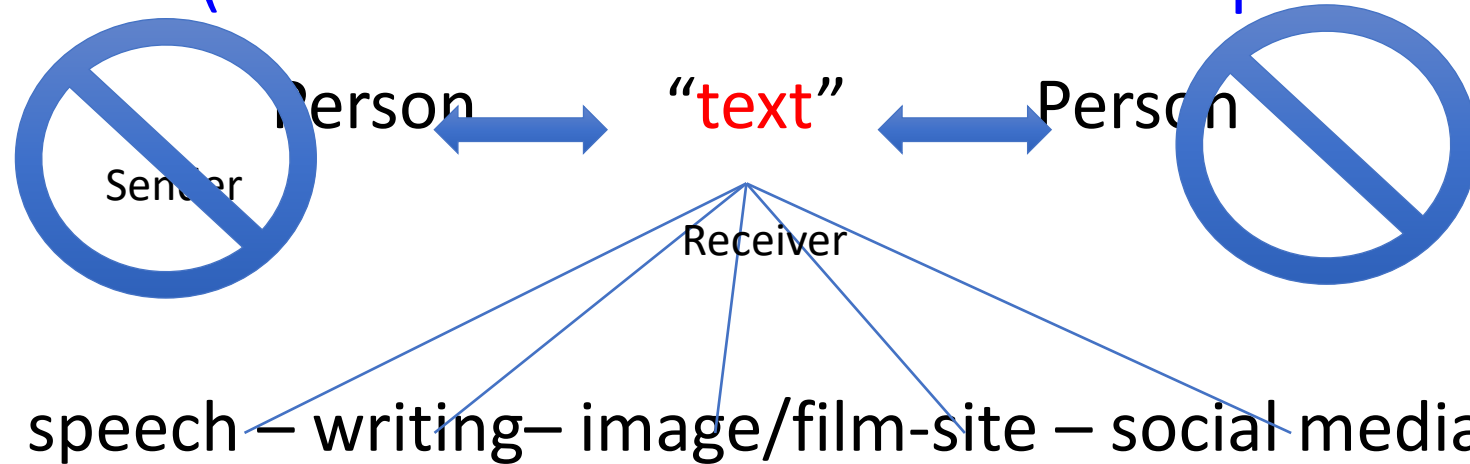 Person “text” Person
Sender
Receiver
speech – writing– image/film-site – social media